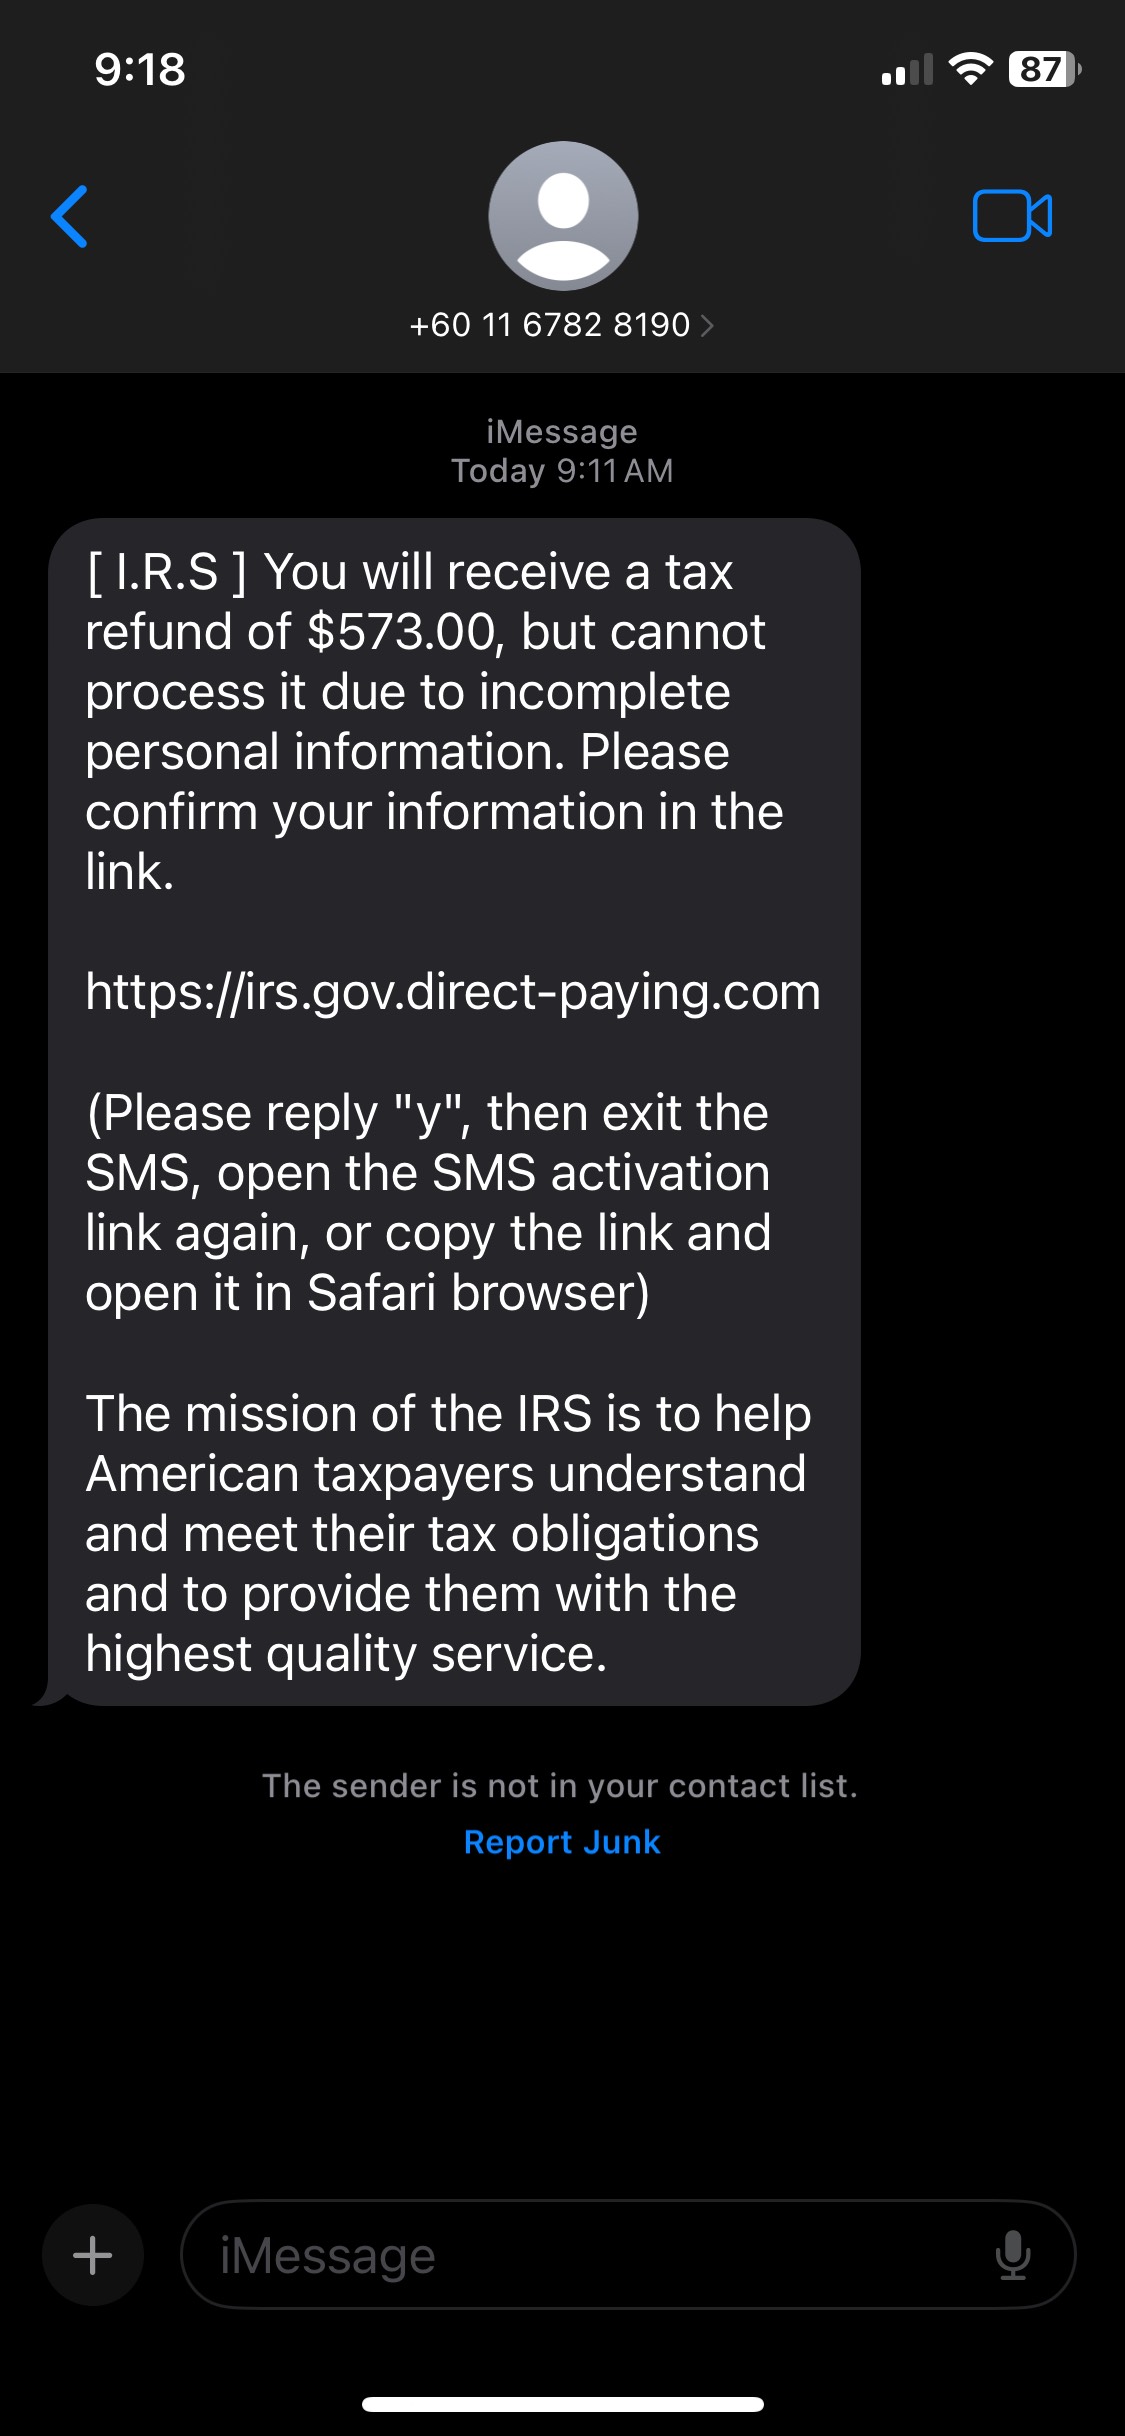 9:18
87
+60 11 6782 8190
iMessage
Today 9:11 AM
[ I.R.S ] You will receive a tax
refund of $573.00, but cannot
process it due to incomplete
personal information. Please
confirm your information in the
link.
https://irs.gov.direct-paying.com
(Please reply "y", then exit the
SMS, open the SMS activation
link again, or copy the link and
open it in Safari browser)
The mission of the IRS is to help
American taxpayers understand
and meet their tax obligations
and to provide them with the
highest quality service.
The sender is not in your contact list.
Report Junk
iMessage